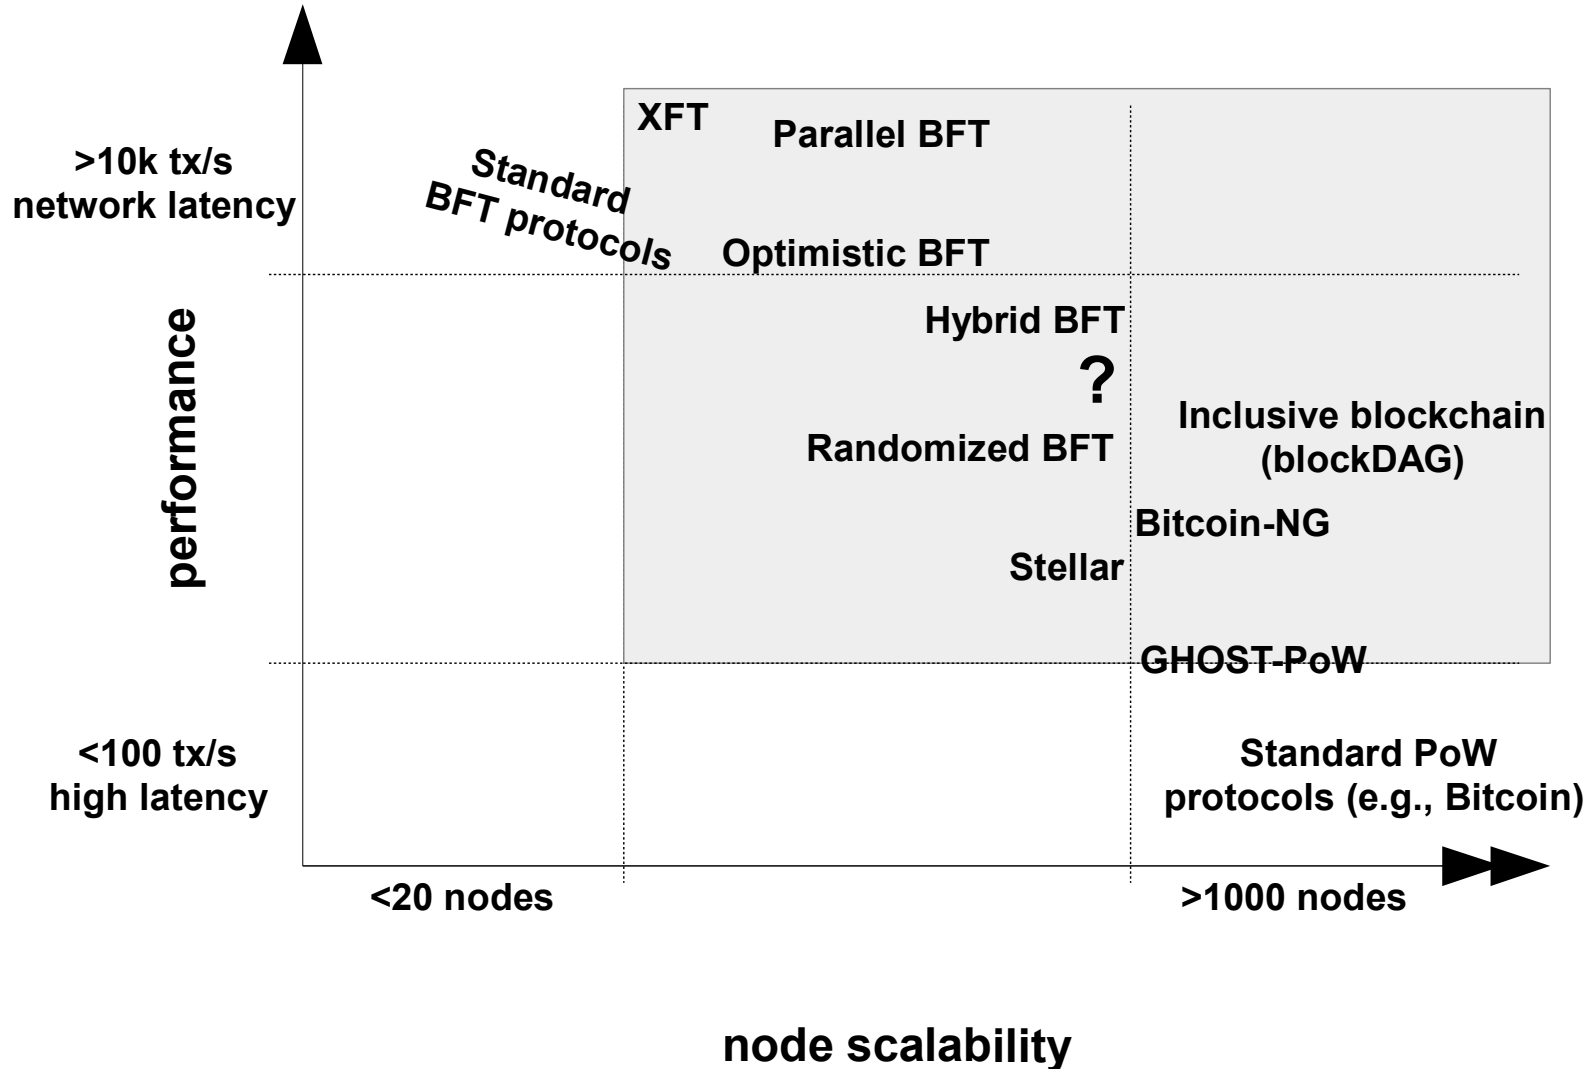 XFT
Parallel BFT
>10k tx/s
network latency
Standard
BFT protocols
Optimistic BFT
Hybrid BFT
?
performance
Inclusive blockchain
(blockDAG)
Randomized BFT
Bitcoin-NG
Stellar
GHOST-PoW
<100 tx/s
high latency
Standard PoW
protocols (e.g., Bitcoin)
<20 nodes
>1000 nodes
node scalability